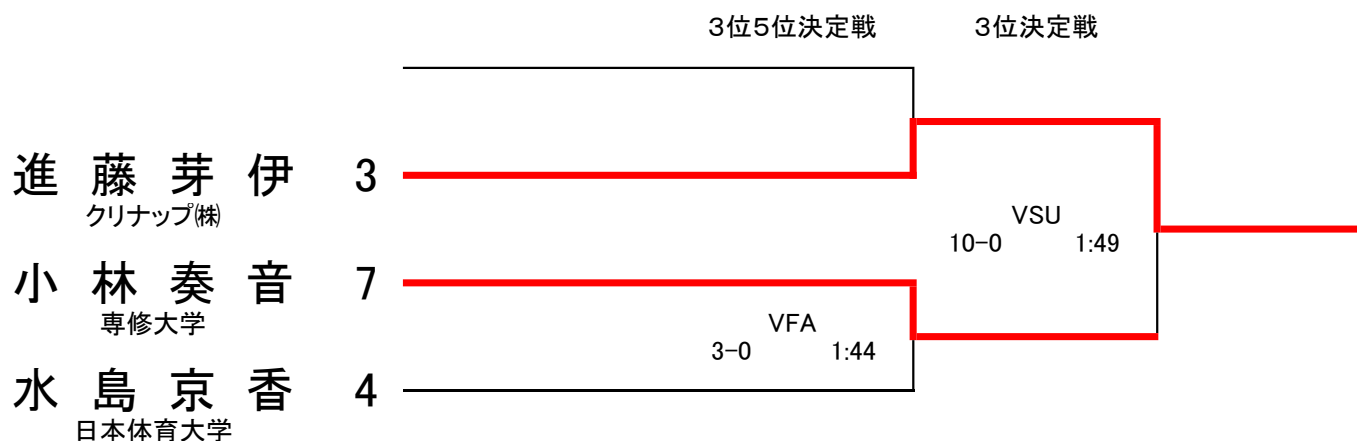 3位5位決定戦 3位決定戦
進藤芽伊 3
クリナップ㈱
VSU
10-0 1:49
小林奏音 7
専修大学
VFA
3-0 1:44
水島京香 4
日本体育大学